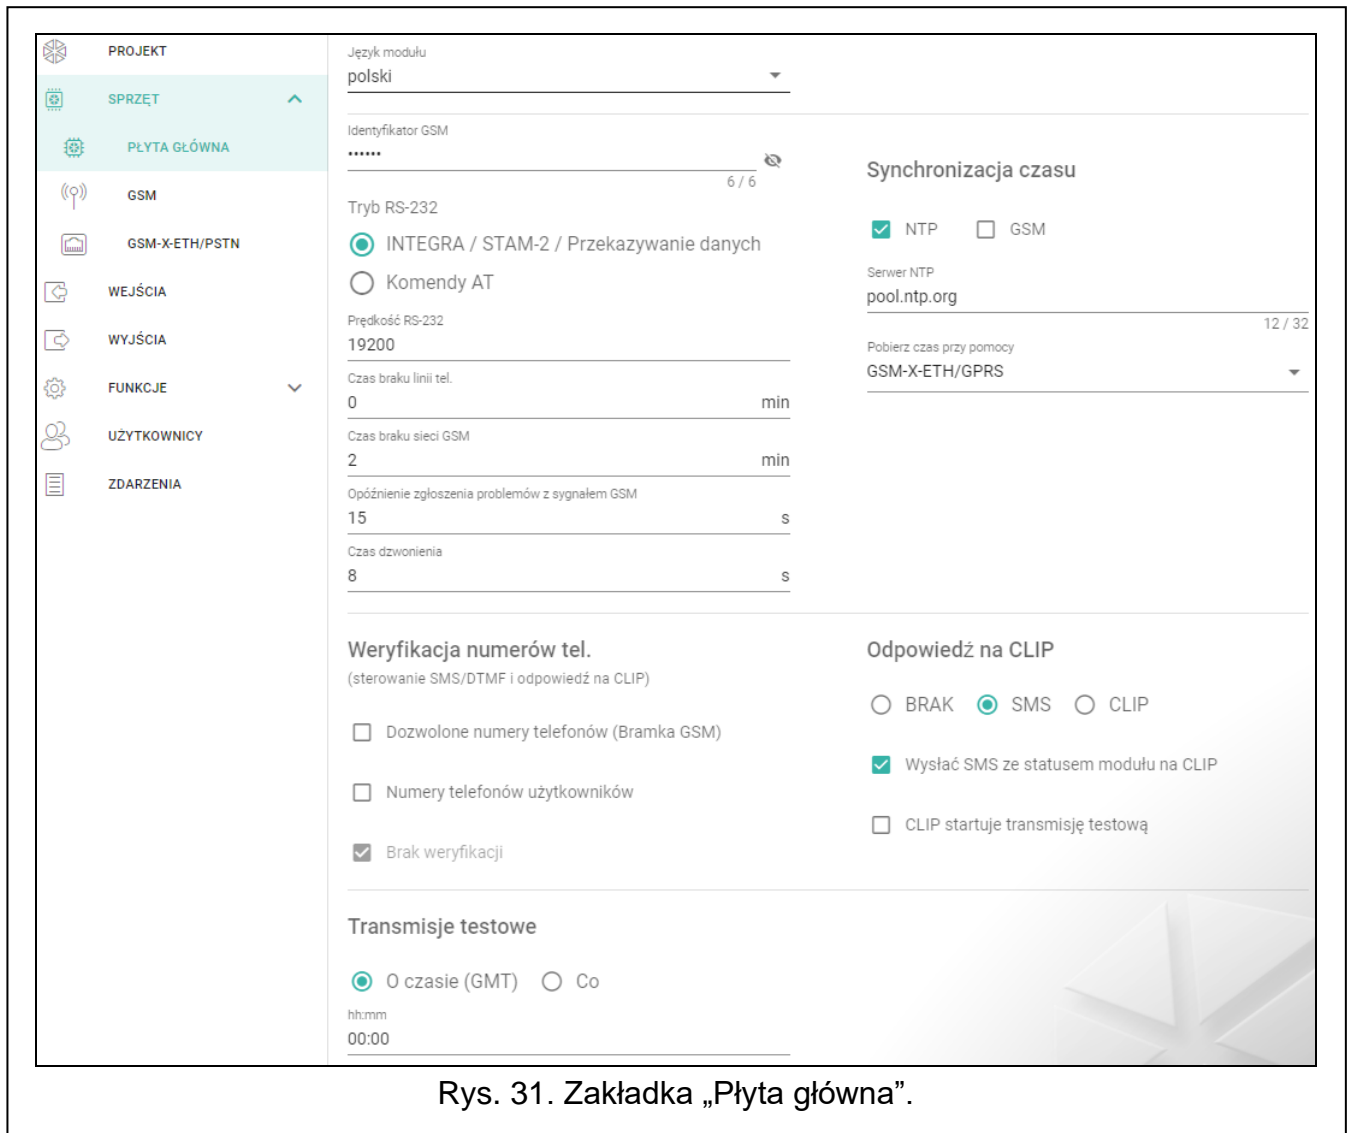 PROJEKT
SPRZĘT
PŁYTA GŁÓWNA
GSM
GSM-X-ETH/PSTN
WEJŚCIA
WYJŚCIA
FUNKCJE
UŻYTKOWNICY
ZDARZENIA
Język modułu
polski
Identyfikator GSM
••••••
6 / 6
Tryb RS-232
INTEGRA / STAM-2 / Przekazywanie danych
Komendy AT
Prędkość RS-232
19200
Czas braku linii tel.
0 min
Czas braku sieci GSM
2 min
Opóźnienie zgłoszenia problemów z sygnałem GSM
15 s
Czas dzwonienia
8 s
Synchronizacja czasu
NTP GSM
Serwer NTP
pool.ntp.org
12 / 32
Pobierz czas przy pomocy
GSM-X-ETH/GPRS
Weryfikacja numerów tel.
(sterowanie SMS/DTMF i odpowiedź na CLIP)
Dozwolone numery telefonów (Bramka GSM)
Numery telefonów użytkowników
Brak weryfikacji
Odpowiedź na CLIP
BRAK SMS CLIP
Wysłać SMS ze statusem modułu na CLIP
CLIP startuje transmisję testową
Transmisje testowe
O czasie (GMT) Co
hh:mm
00:00
Rys. 31. Zakładka „Płyta główna”.